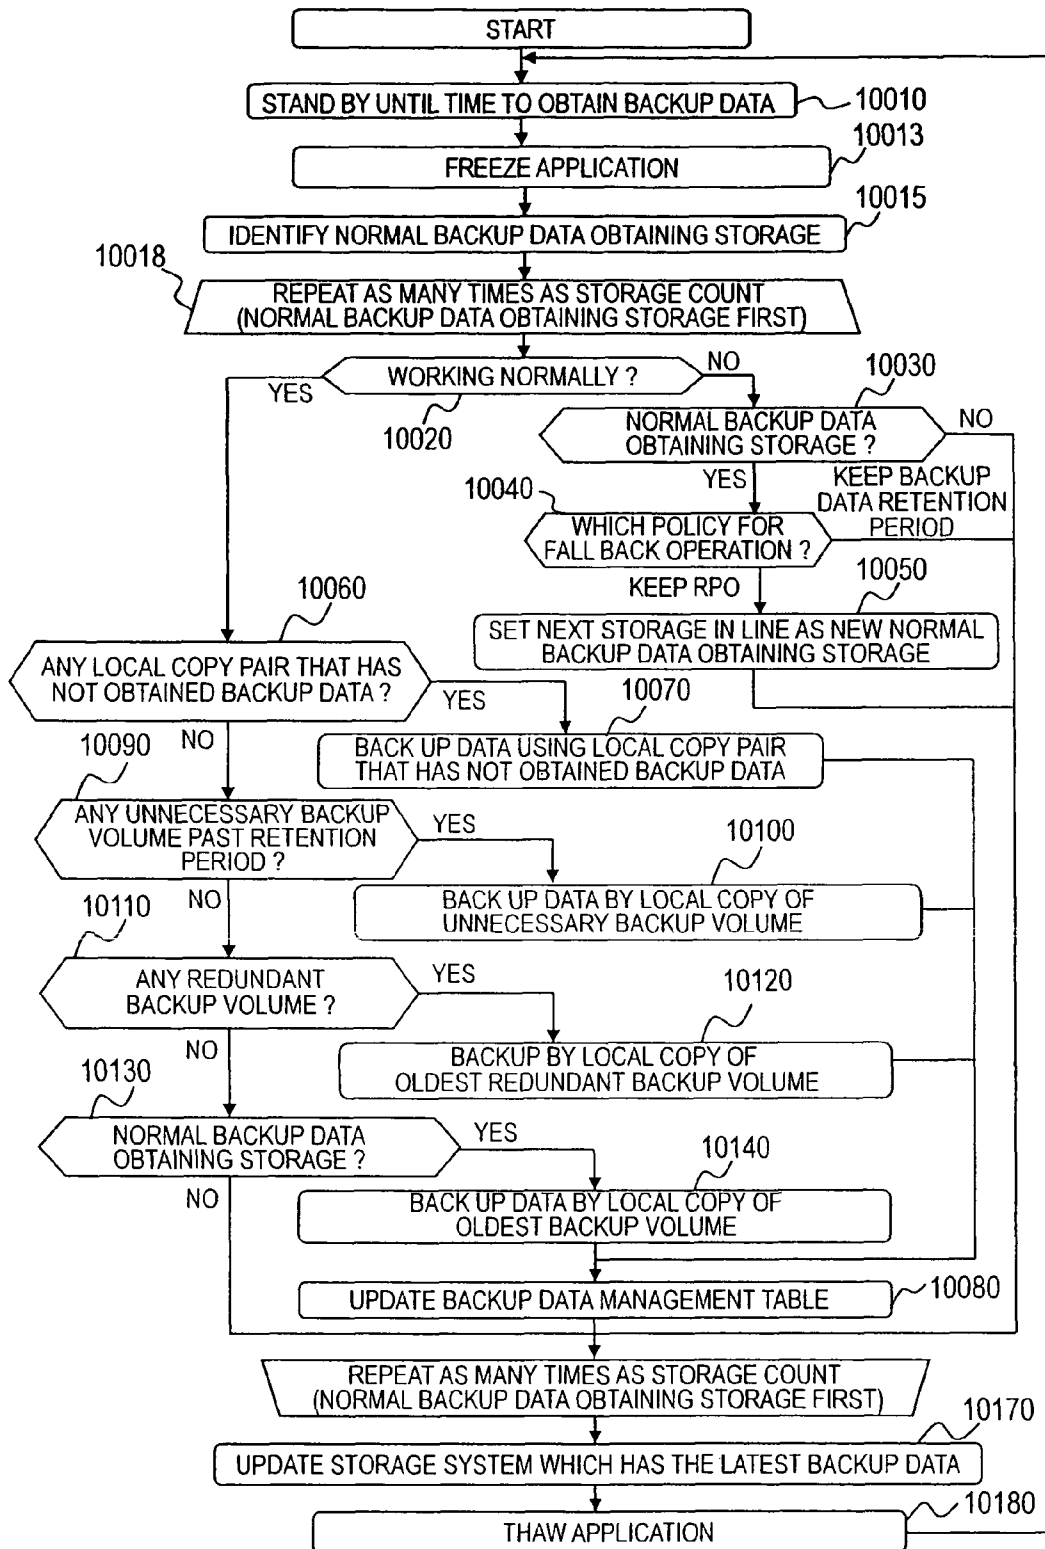 START
STAND BY UNTIL TIME TO OBTAIN BACKUP DATA
10010
10013
FREEZE APPLICATION
10015
IDENTIFY NORMAL BACKUP DATA OBTAINING STORAGE
10018
REPEAT AS MANY TIMES AS STORAGE COUNT
(NORMAL BACKUP DATA OBTAINING STORAGE FIRST)
WORKING NORMALLY ?
YES
NO
10020
10030
NORMAL BACKUP DATA
OBTAINING STORAGE ?
NO
YES
KEEP BACKUP
DATA RETENTION
PERIOD
10040
WHICH POLICY FOR
FALL BACK OPERATION ?
KEEP RPO
10050
SET NEXT STORAGE IN LINE AS NEW NORMAL
BACKUP DATA OBTAINING STORAGE
10060
ANY LOCAL COPY PAIR THAT HAS
NOT OBTAINED BACKUP DATA ?
YES
NO
10070
BACK UP DATA USING LOCAL COPY PAIR
THAT HAS NOT OBTAINED BACKUP DATA
10090
ANY UNNECESSARY BACKUP
VOLUME PAST RETENTION
PERIOD ?
YES
NO
10100
BACK UP DATA BY LOCAL COPY OF
UNNECESSARY BACKUP VOLUME
10110
ANY REDUNDANT
BACKUP VOLUME ?
YES
NO
10120
BACKUP BY LOCAL COPY OF
OLDEST REDUNDANT BACKUP VOLUME
10130
NORMAL BACKUP DATA
OBTAINING STORAGE ?
YES
NO
10140
BACK UP DATA BY LOCAL COPY OF
OLDEST BACKUP VOLUME
UPDATE BACKUP DATA MANAGEMENT TABLE
10080
REPEAT AS MANY TIMES AS STORAGE COUNT
(NORMAL BACKUP DATA OBTAINING STORAGE FIRST)
10170
UPDATE STORAGE SYSTEM WHICH HAS THE LATEST BACKUP DATA
10180
THAW APPLICATION